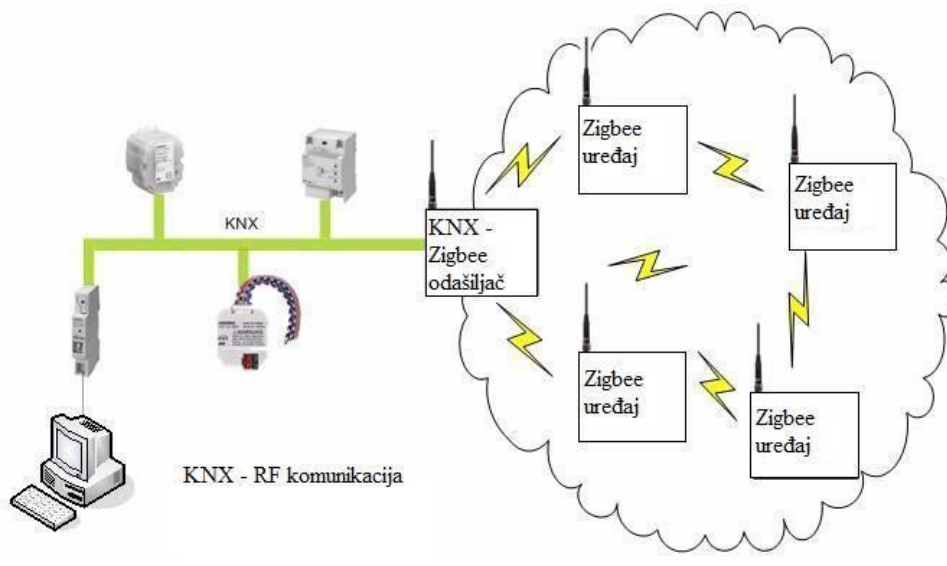 Zigbee
uređaj
Zigbee
uređaj
KNX
KNX -
Zigbee
odašiljač
Zigbee
uređaj
Zigbee
uređaj
KNX - RF komunikacija